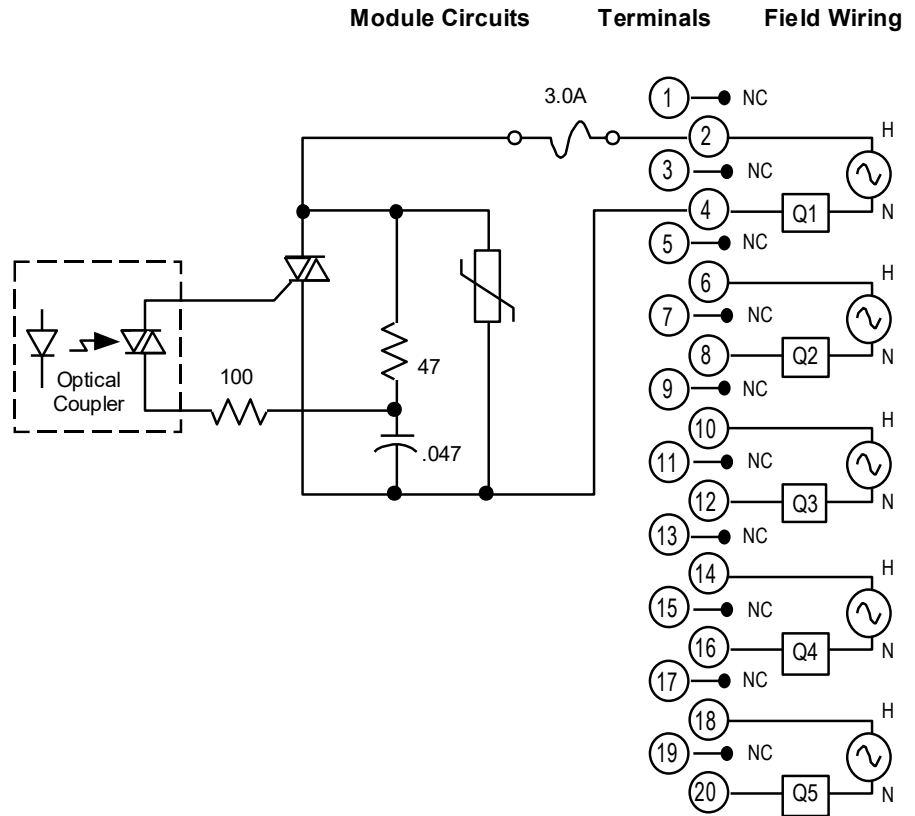 Module Circuits Terminals Field Wiring
3.0A
1 NC
2 H
3 NC
4 Q1 N
5 NC
6 H
7 NC
8 Q2 N
9 NC
10 H
11 NC
12 Q3 N
13 NC
14 H
15 NC
16 Q4 N
17 NC
18 H
19 NC
20 Q5 N
Optical
Coupler
100
47
.047